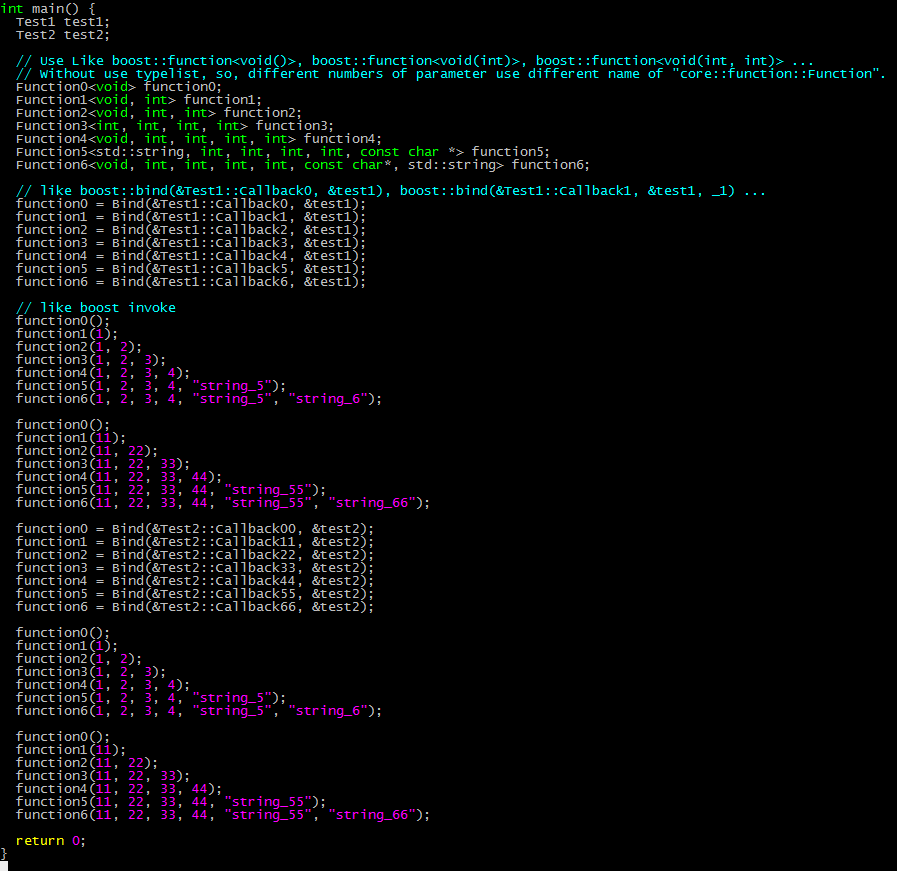 int main() {
  Test1 test1;
  Test2 test2;

  // Use Like boost::function<void()>, boost::function<void(int)>, boost::function<void(int, int)> ...
  // Without use typelist, so, different numbers of parameter use different name of "core::function::Function".
  Function0<void> function0;
  Function1<void, int> function1;
  Function2<void, int, int> function2;
  Function3<int, int, int, int> function3;
  Function4<void, int, int, int, int> function4;
  Function5<std::string, int, int, int, int, const char *> function5;
  Function6<void, int, int, int, int, const char*, std::string> function6;

  // like boost::bind(&Test1::Callback0, &test1), boost::bind(&Test1::Callback1, &test1, _1) ...
  function0 = Bind(&Test1::Callback0, &test1);
  function1 = Bind(&Test1::Callback1, &test1);
  function2 = Bind(&Test1::Callback2, &test1);
  function3 = Bind(&Test1::Callback3, &test1);
  function4 = Bind(&Test1::Callback4, &test1);
  function5 = Bind(&Test1::Callback5, &test1);
  function6 = Bind(&Test1::Callback6, &test1);

  // like boost invoke
  function0();
  function1(1);
  function2(1, 2);
  function3(1, 2, 3);
  function4(1, 2, 3, 4);
  function5(1, 2, 3, 4, "string_5");
  function6(1, 2, 3, 4, "string_5", "string_6");

  function0();
  function1(11);
  function2(11, 22);
  function3(11, 22, 33);
  function4(11, 22, 33, 44);
  function5(11, 22, 33, 44, "string_55");
  function6(11, 22, 33, 44, "string_55", "string_66");

  function0 = Bind(&Test2::Callback00, &test2);
  function1 = Bind(&Test2::Callback11, &test2);
  function2 = Bind(&Test2::Callback22, &test2);
  function3 = Bind(&Test2::Callback33, &test2);
  function4 = Bind(&Test2::Callback44, &test2);
  function5 = Bind(&Test2::Callback55, &test2);
  function6 = Bind(&Test2::Callback66, &test2);

  function0();
  function1(1);
  function2(1, 2);
  function3(1, 2, 3);
  function4(1, 2, 3, 4);
  function5(1, 2, 3, 4, "string_5");
  function6(1, 2, 3, 4, "string_5", "string_6");

  function0();
  function1(11);
  function2(11, 22);
  function3(11, 22, 33);
  function4(11, 22, 33, 44);
  function5(11, 22, 33, 44, "string_55");
  function6(11, 22, 33, 44, "string_55", "string_66");

  return 0;
}